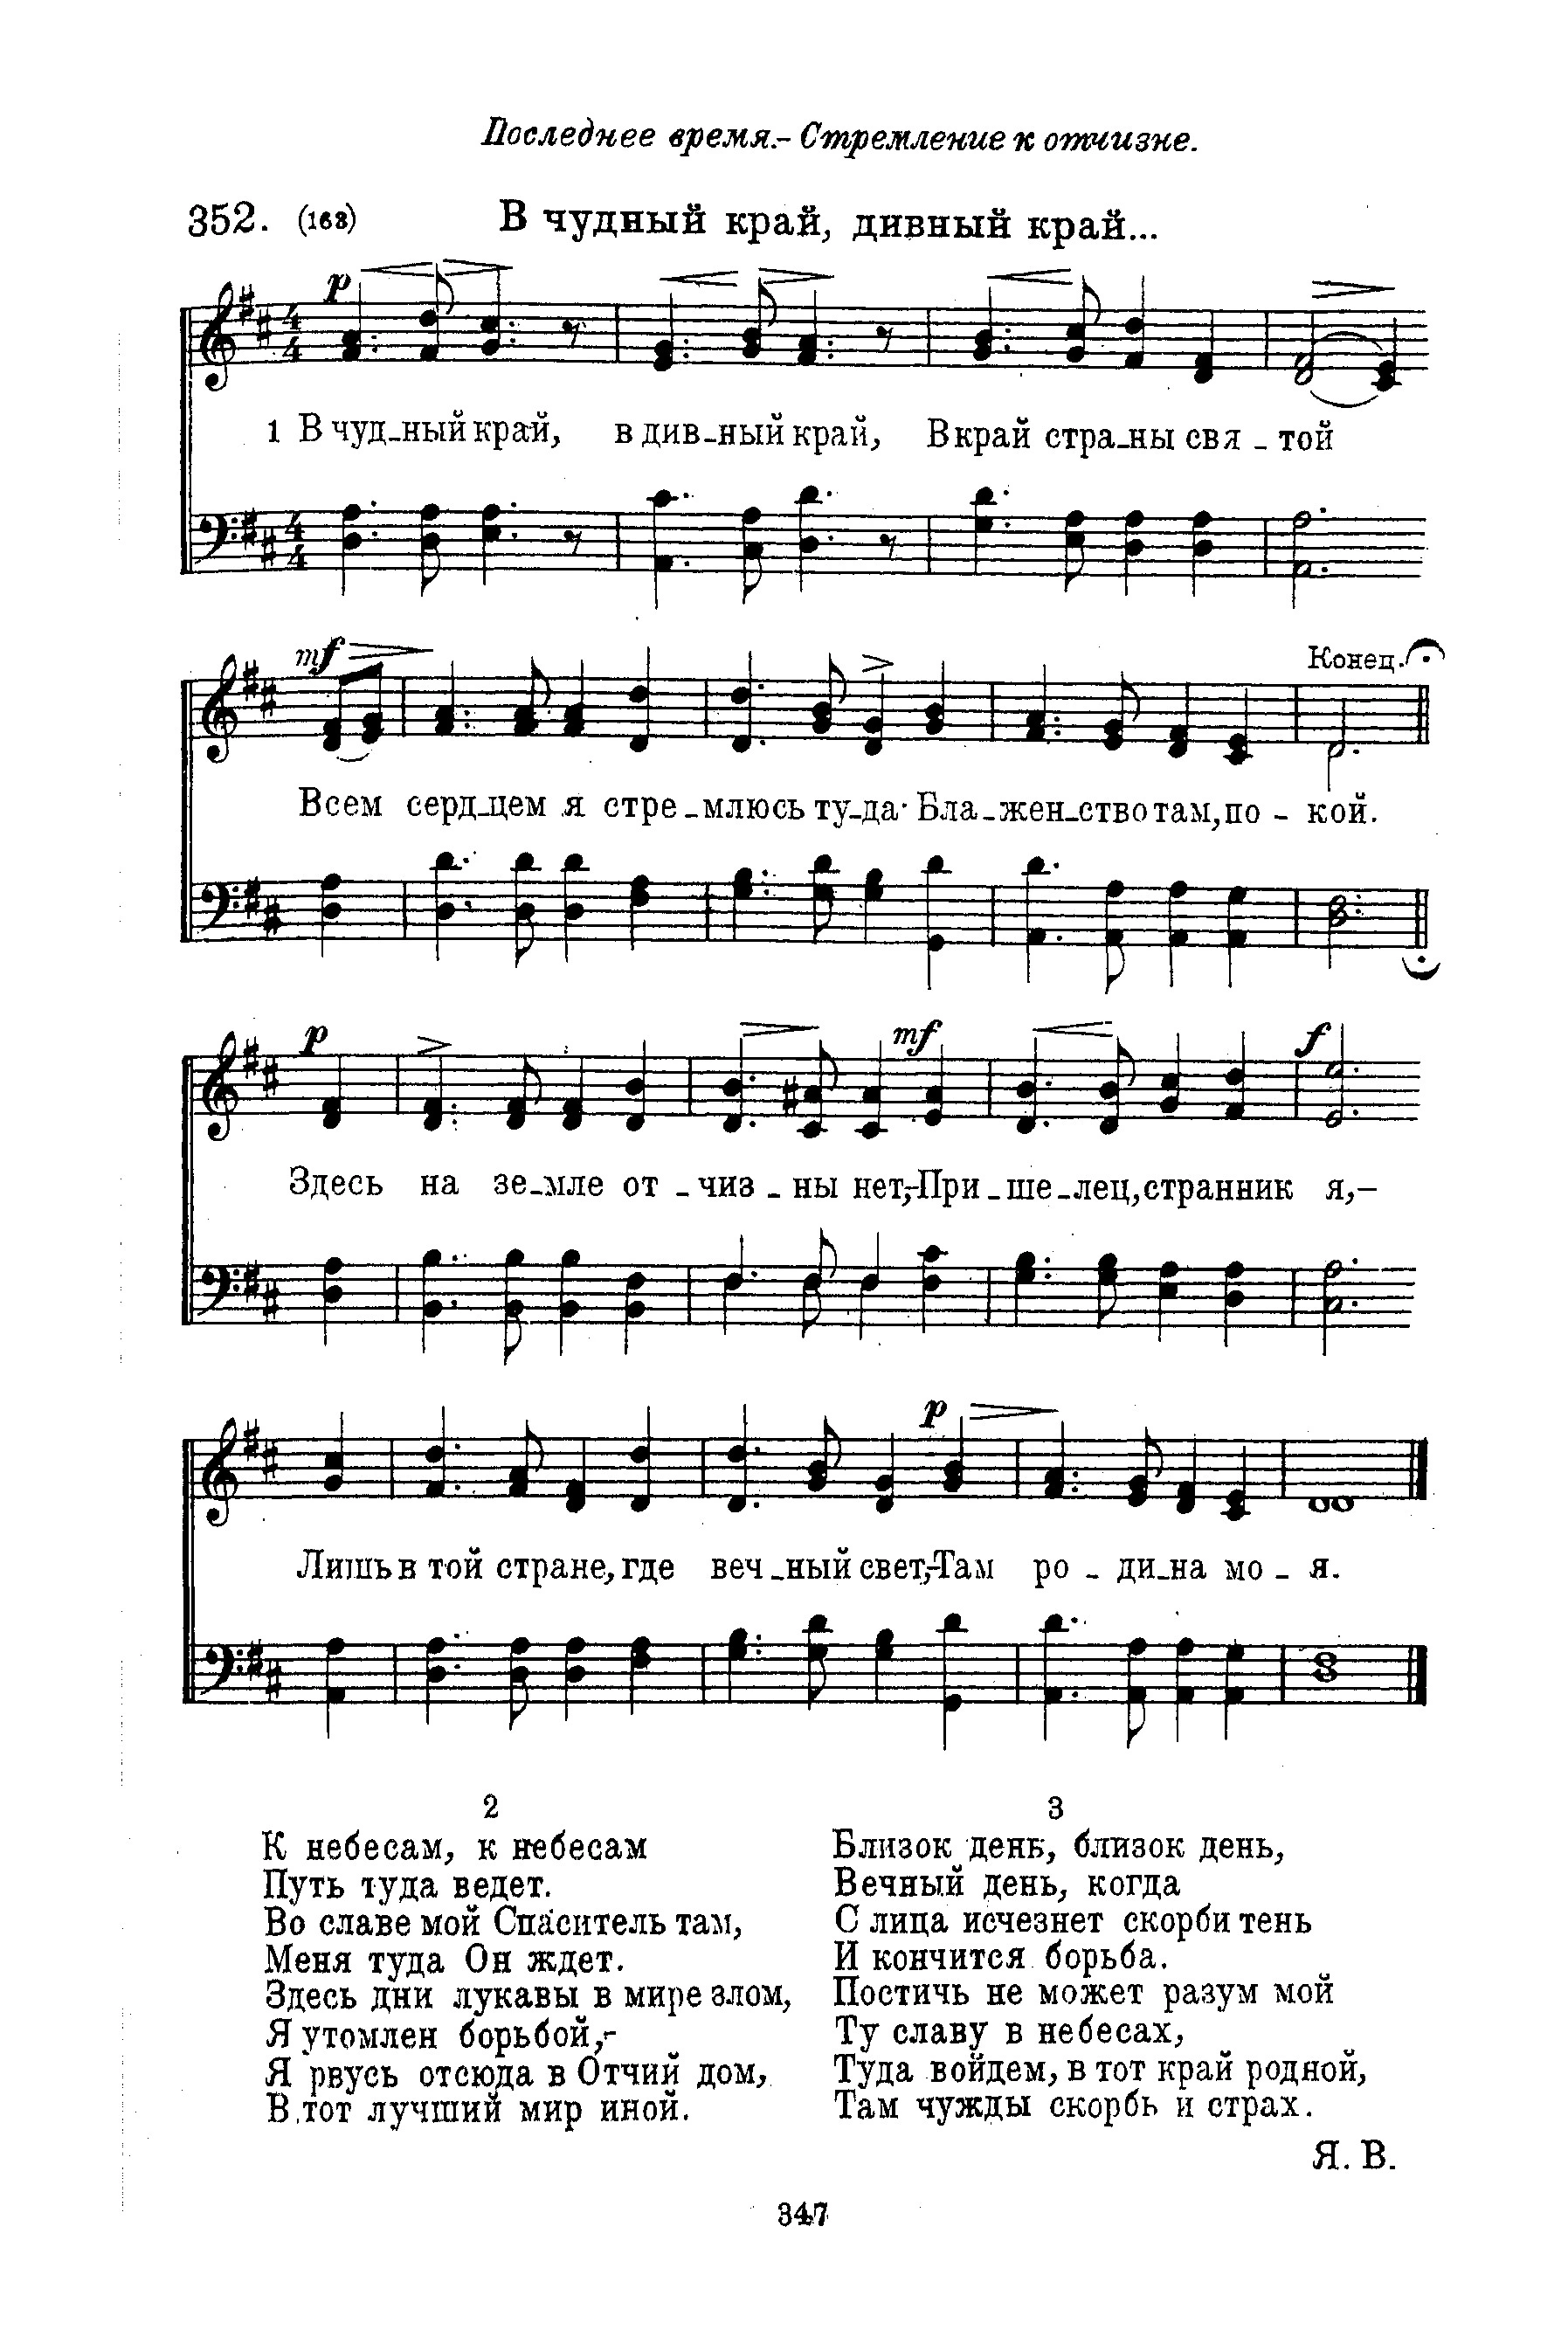 Последнее время.- Стремление к отчизне.
352. (163) В чудный край, дивный край...
p
4/4
1 В чуд-ный край, в див-ный край, В край стра-ны свя - той
4/4
mf
Конец.
Всем серд-цем я стре-млюсь ту-да· Бла-жен-ство там, по - кой.
p mf f
Здесь на зе-мле от - чиз - ны нет,-При-ше-лец, странник я,—
p
Лишь в той стране, где веч-ный свет,-Там ро - ди-на мо - я.
2
К небесам, к небесам
Путь туда ведет.
Во славе мой Спаситель там,
Меня туда Он ждет.
Здесь дни лукавы в мире злом,
Я утомлен борьбой,-
Я рвусь отсюда в Отчий дом,
В тот лучший мир иной.
3
Близок день, близок день,
Вечный день, когда
С лица исчезнет скорби тень
И кончится борьба.
Постичь не может разум мой
Ту славу в небесах,
Туда войдем, в тот край родной,
Там чужды скорбь и страх.
Я. В.
347